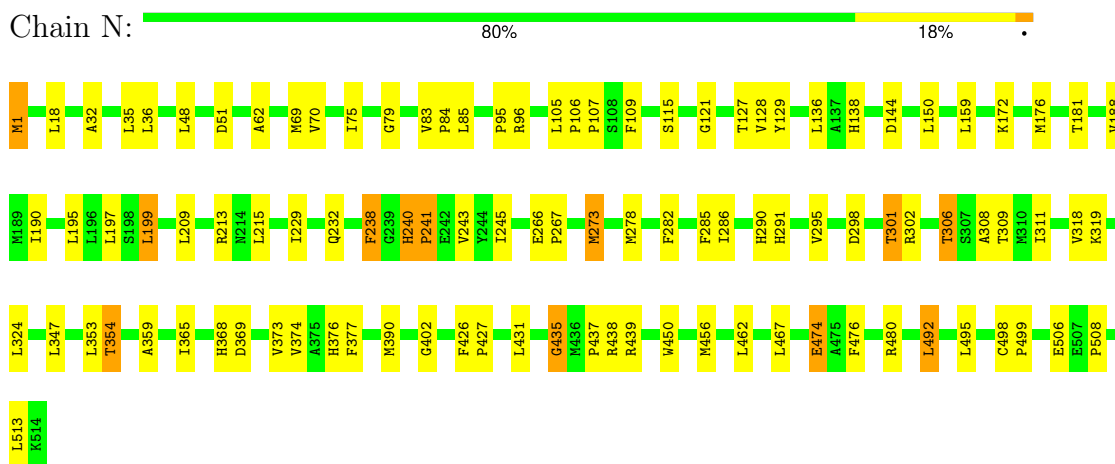 Chain N:
80% 18% •
M1 L18 A32 L35 L36 L48 D51 A62 M69 V70 I75 G79 V83 P84 L85 P95 R96 L105 P106 P107 S108 F109 S115 G121 T127 V128 Y129 L136 A137 H138 D144 L150 L159 K172 M176 T181
M189 I190 L195 L196 L197 S198 L199 L209 R213 N214 L215 I229 Q232 F238 G239 H240 P241 E242 V243 Y244 I245 E266 P267 M273 M278 F282 F285 I286 H290 H291 V295 D298 T301 R302 T306 S307 A308 T309 M310 I311 V318 K319
L324 L347 L353 T354 A359 I365 H368 D369 V373 V374 A375 H376 F377 M390 G402 F426 P427 L431 G435 M436 P437 R438 R439 W450 M456 L462 L467 E474 A475 F476 R480 L492 L495 C498 P499 E506 E507 P508
L513 K514